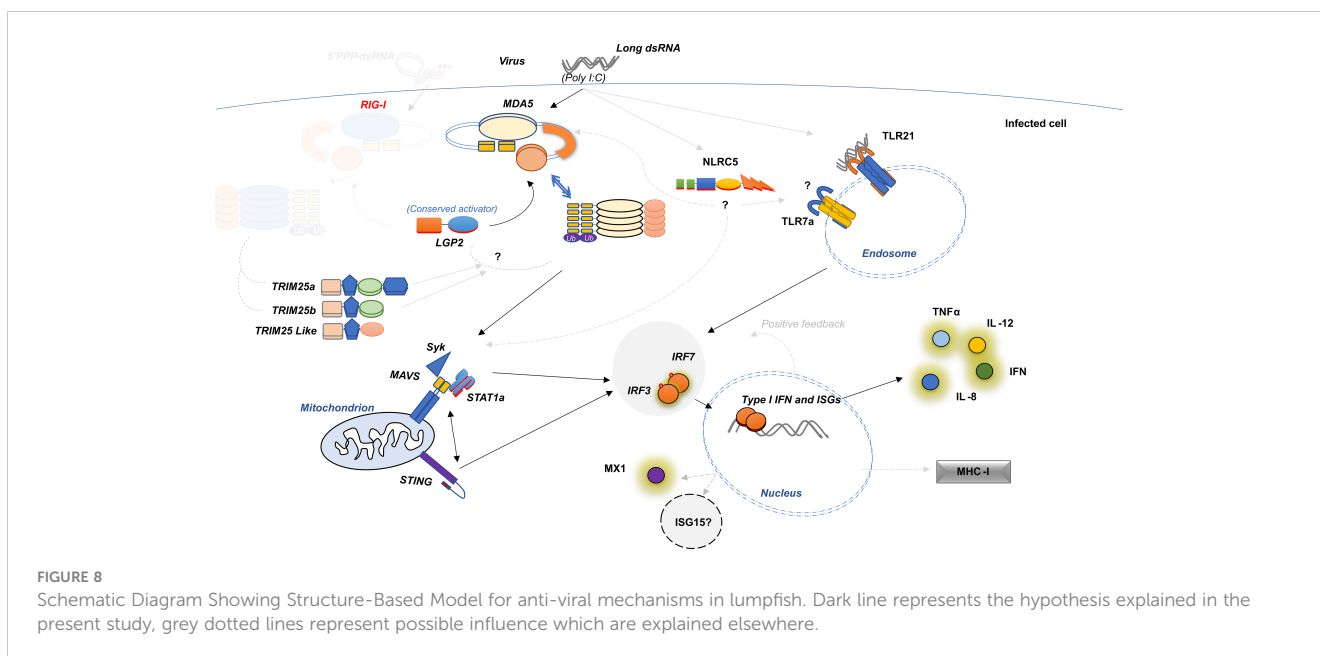 5'PPP-dsRNA
Virus
Long dsRNA
(Poly I:C)
RIG-I
MDA5
Infected cell
TLR21
NLRC5
?
?
TLR7a
(Conserved activator)
LGP2
Ub Ub
Ub Ub
?
Endosome
TRIM25a
TRIM25b
TRIM25 Like
Positive feedback
TNFα
IL-12
IFN
IL-8
Syk
MAVS
STAT1a
Mitochondrion
STING
IRF7
IRF3
Type I IFN and ISGs
MX1
Nucleus
MHC-I
ISG15?
FIGURE 8
Schematic Diagram Showing Structure-Based Model for anti-viral mechanisms in lumpfish. Dark line represents the hypothesis explained in the
present study, grey dotted lines represent possible influence which are explained elsewhere.